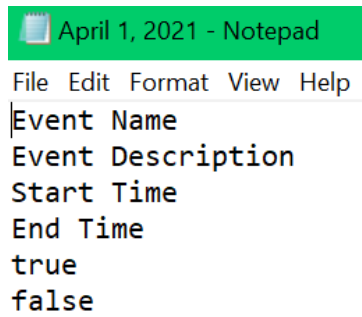 April 1, 2021 - Notepad
File Edit Format View Help
Event Name
Event Description
Start Time
End Time
true
false